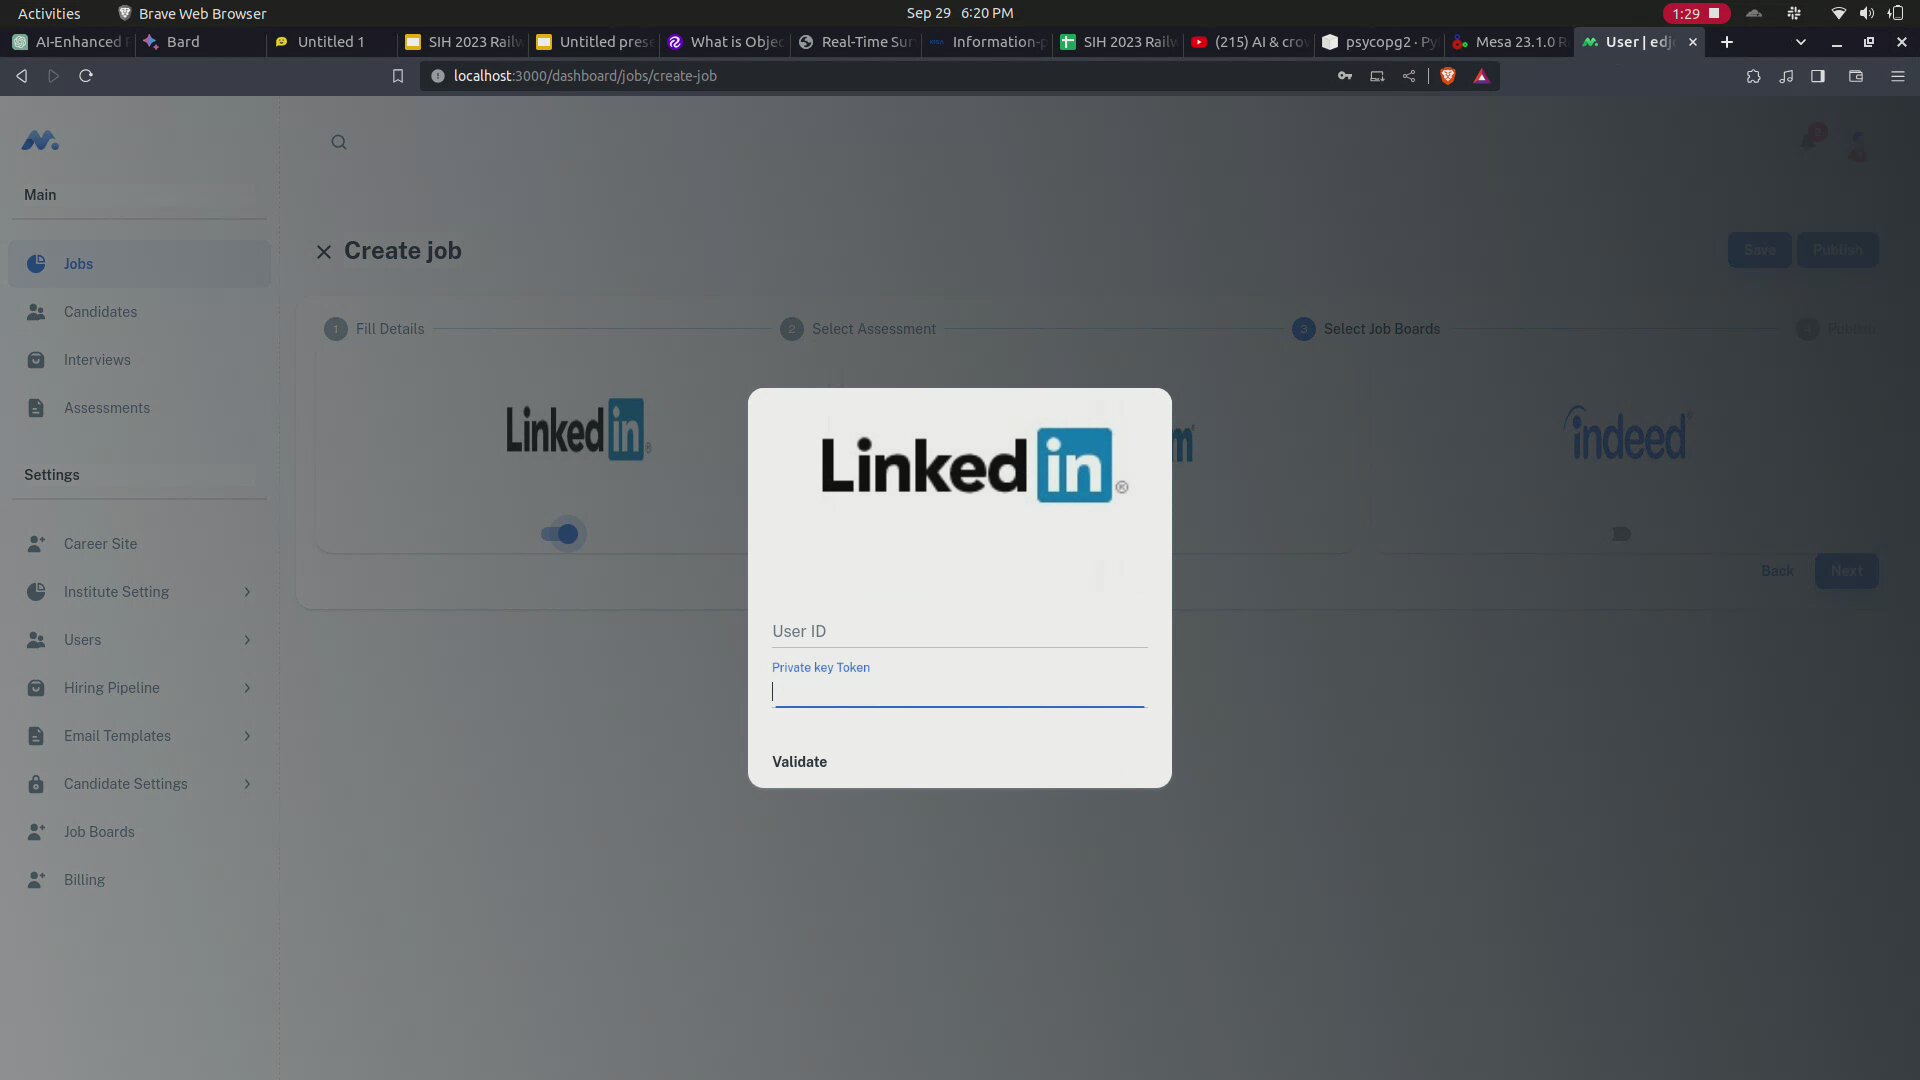 Activities
Brave Web Browser
Sep 29 6:20 PM
1:29
AI-Enhanced
Bard
Untitled 1
SIH 2023 Railw
Untitled prese
What is Objec
Real-Time Sur
Information-p
SIH 2023 Railw
(215) AI & crow
psycopg2 · Py
Mesa 23.1.0 R
User | edj
localhost:3000/dashboard/jobs/create-job
Main
Create job
Save
Publish
Jobs
Candidates
1
Fill Details
2
Select Assessment
3
Select Job Boards
4
Publish
Interviews
Assessments
Linked in
Linked in ®
m
indeed
Settings
Career Site
Back
Next
Institute Setting
Users
User ID
Private key Token
Hiring Pipeline
Email Templates
Validate
Candidate Settings
Job Boards
Billing